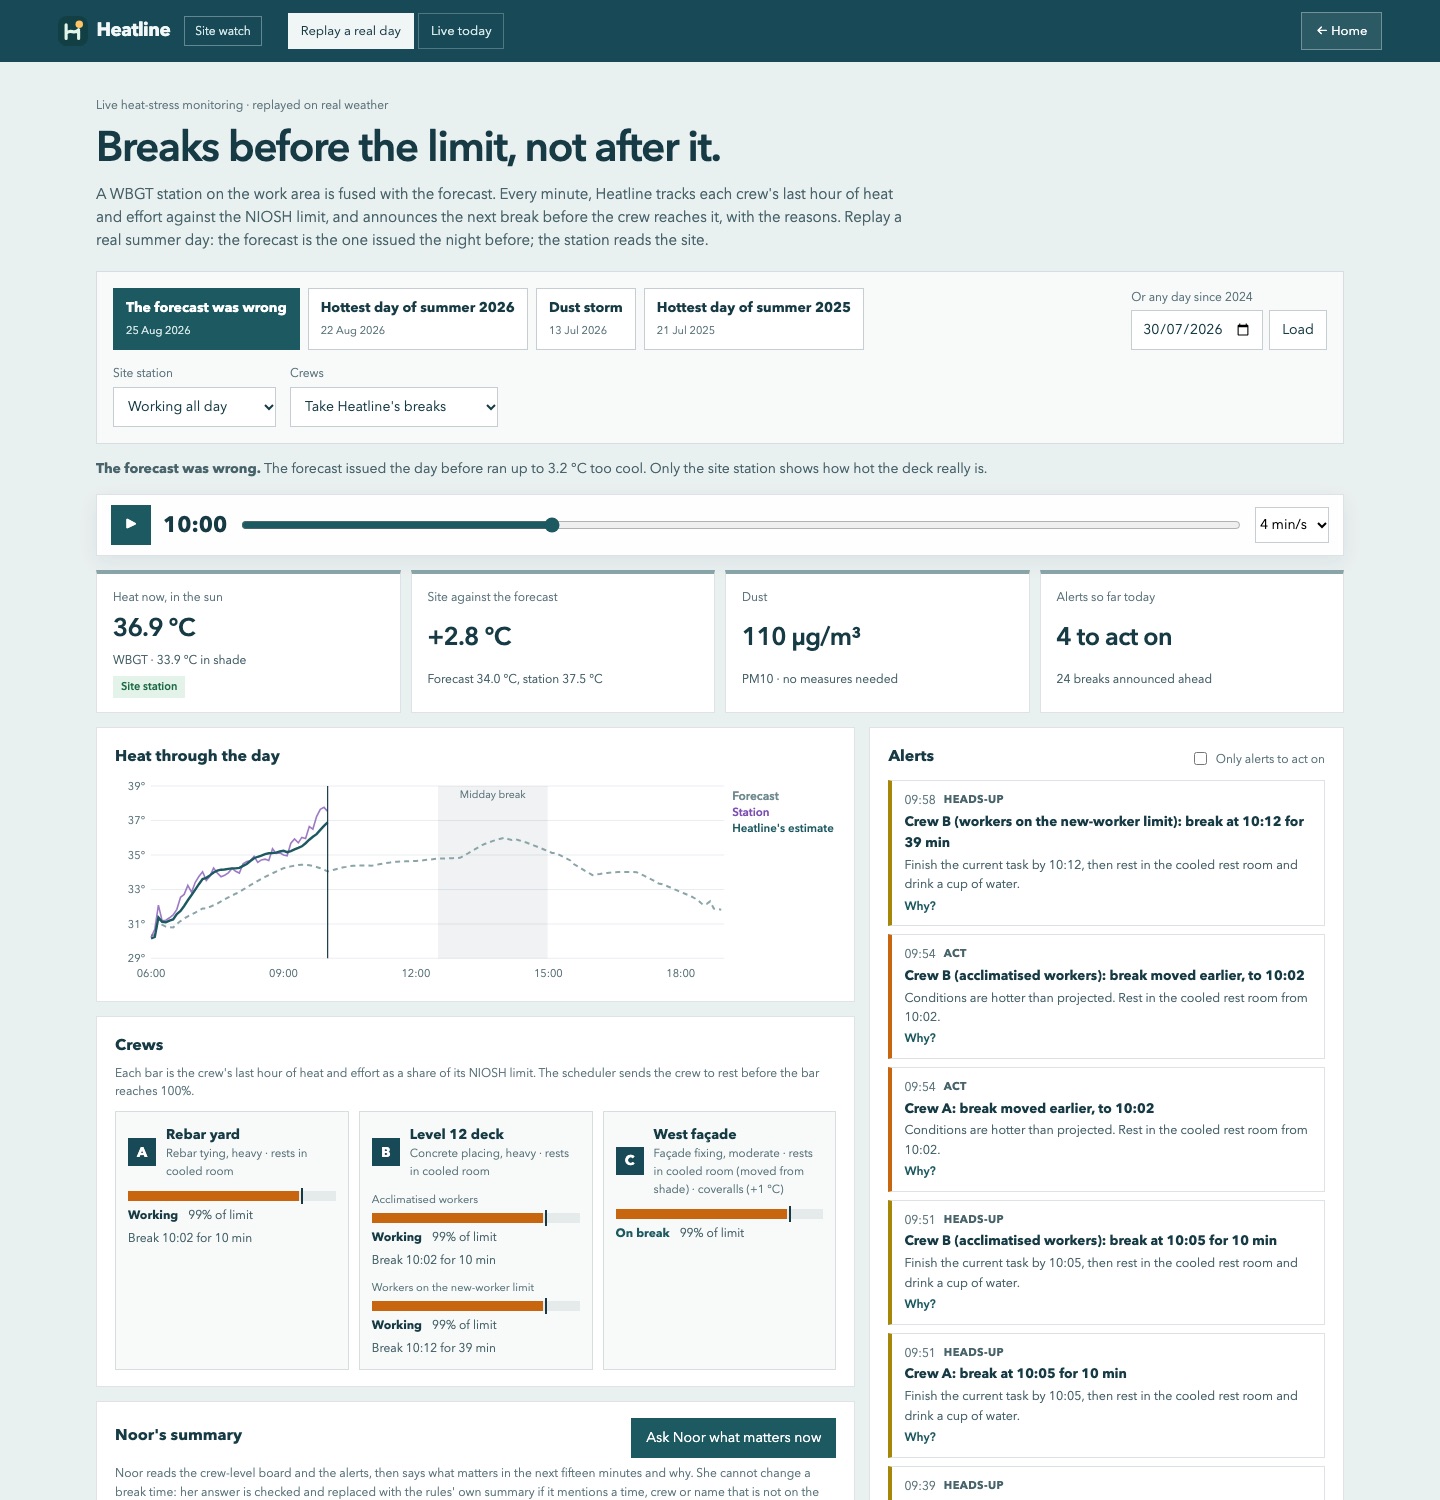 H Heatline
Site watch
Replay a real day
Live today
← Home
Live heat-stress monitoring · replayed on real weather
Breaks before the limit, not after it.
A WBGT station on the work area is fused with the forecast. Every minute, Heatline tracks each crew's last hour of heat
and effort against the NIOSH limit, and announces the next break before the crew reaches it, with the reasons. Replay a
real summer day: the forecast is the one issued the night before; the station reads the site.
The forecast was wrong
25 Aug 2026
Hottest day of summer 2026
22 Aug 2026
Dust storm
13 Jul 2026
Hottest day of summer 2025
21 Jul 2025
Or any day since 2024
30/07/2026
Load
Site station
Working all day
Crews
Take Heatline's breaks
The forecast was wrong. The forecast issued the day before ran up to 3.2 °C too cool. Only the site station shows how hot the deck really is.
10:00
4 min/s
Heat now, in the sun
36.9 °C
WBGT · 33.9 °C in shade
Site station
Site against the forecast
+2.8 °C
Forecast 34.0 °C, station 37.5 °C
Dust
110 µg/m³
PM10 · no measures needed
Alerts so far today
4 to act on
24 breaks announced ahead
Heat through the day
39°
37°
35°
33°
31°
29°
06:00
09:00
12:00
15:00
18:00
Midday break
Forecast
Station
Heatline's estimate
Crews
Each bar is the crew's last hour of heat and effort as a share of its NIOSH limit. The scheduler sends the crew to rest before the bar
reaches 100%.
A
Rebar yard
Rebar tying, heavy · rests in
cooled room
Working 99% of limit
Break 10:02 for 10 min
B
Level 12 deck
Concrete placing, heavy · rests
in cooled room
Acclimatised workers
Working 99% of limit
Break 10:02 for 10 min
Workers on the new-worker limit
Working 99% of limit
Break 10:12 for 39 min
C
West façade
Façade fixing, moderate · rests
in cooled room (moved from
shade) · coveralls (+1 °C)
On break 99% of limit
Noor's summary
Ask Noor what matters now
Noor reads the crew-level board and the alerts, then says what matters in the next fifteen minutes and why. She cannot change a
break time: her answer is checked and replaced with the rules' own summary if it mentions a time, crew or name that is not on the
Alerts
Only alerts to act on
09:58 HEADS-UP
Crew B (workers on the new-worker limit): break at 10:12 for
39 min
Finish the current task by 10:12, then rest in the cooled rest room and
drink a cup of water.
Why?
09:54 ACT
Crew B (acclimatised workers): break moved earlier, to 10:02
Conditions are hotter than projected. Rest in the cooled rest room from
10:02.
Why?
09:54 ACT
Crew A: break moved earlier, to 10:02
Conditions are hotter than projected. Rest in the cooled rest room from
10:02.
Why?
09:51 HEADS-UP
Crew B (acclimatised workers): break at 10:05 for 10 min
Finish the current task by 10:05, then rest in the cooled rest room and
drink a cup of water.
Why?
09:51 HEADS-UP
Crew A: break at 10:05 for 10 min
Finish the current task by 10:05, then rest in the cooled rest room and
drink a cup of water.
Why?
09:39 HEADS-UP